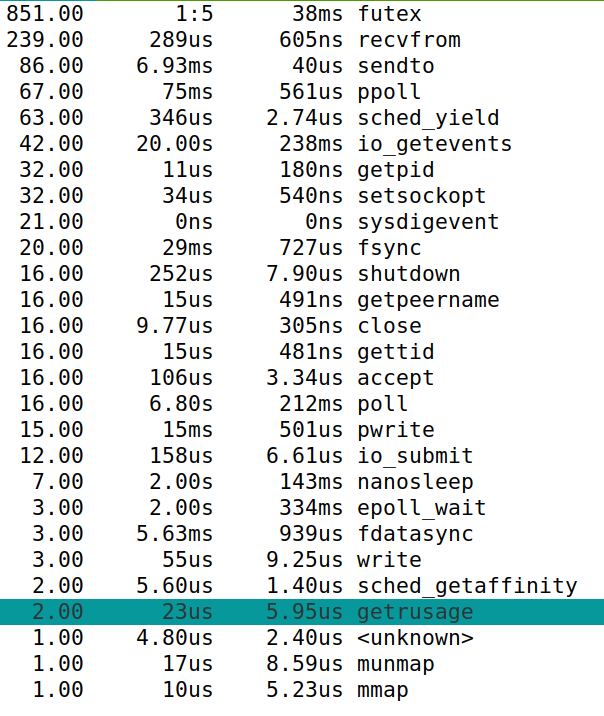 851.00 1:5 38ms futex
239.00 289us 605ns recvfrom
86.00 6.93ms 40us sendto
67.00 75ms 561us ppoll
63.00 346us 2.74us sched_yield
42.00 20.00s 238ms io_getevents
32.00 11us 180ns getpid
32.00 34us 540ns setsockopt
21.00 0ns 0ns sysdigevent
20.00 29ms 727us fsync
16.00 252us 7.90us shutdown
16.00 15us 491ns getpeername
16.00 9.77us 305ns close
16.00 15us 481ns gettid
16.00 106us 3.34us accept
16.00 6.80s 212ms poll
15.00 15ms 501us pwrite
12.00 158us 6.61us io_submit
7.00 2.00s 143ms nanosleep
3.00 2.00s 334ms epoll_wait
3.00 5.63ms 939us fdatasync
3.00 55us 9.25us write
2.00 5.60us 1.40us sched_getaffinity
2.00 23us 5.95us getrusage
1.00 4.80us 2.40us <unknown>
1.00 17us 8.59us munmap
1.00 10us 5.23us mmap